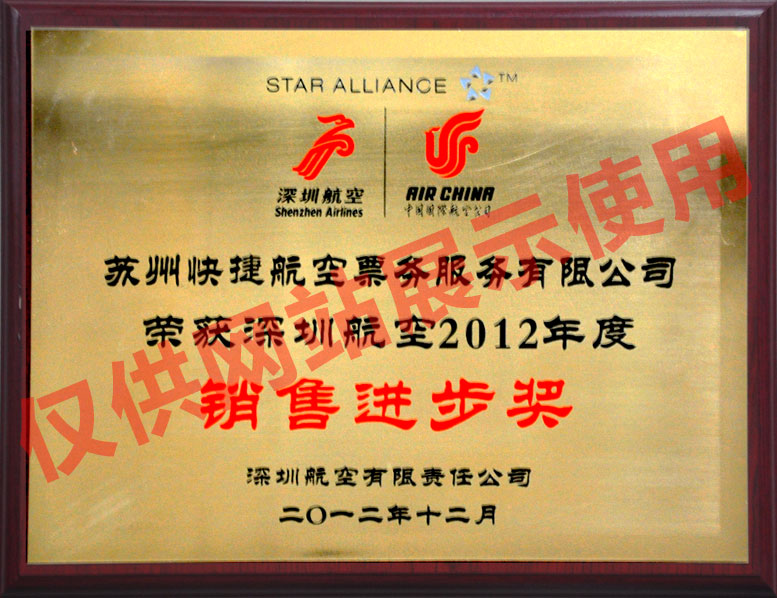 STAR ALLIANCE TM
深圳航空
Shenzhen Airlines
AIR CHINA
中国国际航空公司
苏州快捷航空票务服务有限公司
荣获深圳航空2012年度
销售进步奖
深圳航空有限责任公司
二〇一二年十二月
仅供网站展示使用